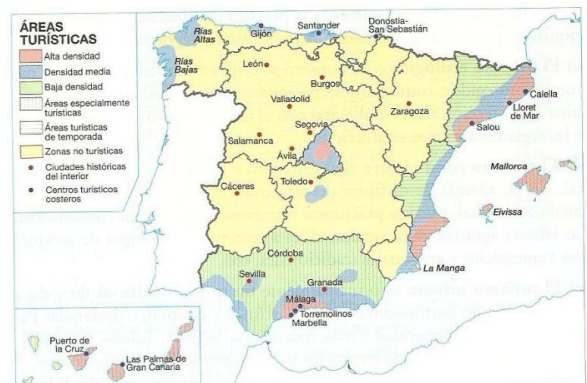 ÁREAS
TURÍSTICAS
Alta densidad
Densidad media
Baja densidad
Áreas especialmente
turísticas
Áreas turísticas
de temporada
Zonas no turísticas
Ciudades históricas
del interior
Centros turísticos
costeros
Rías
Altas
Rías
Bajas
Gijón
Santander
Donostia-
San Sebastián
León
Burgos
Valladolid
Zaragoza
Segovia
Salamanca
Ávila
Toledo
Cáceres
Calella
Lloret
de Mar
Salou
Mallorca
Eivissa
La Manga
Córdoba
Sevilla
Granada
Málaga
Torremolinos
Marbella
Puerto de
la Cruz
Las Palmas de
Gran Canaria